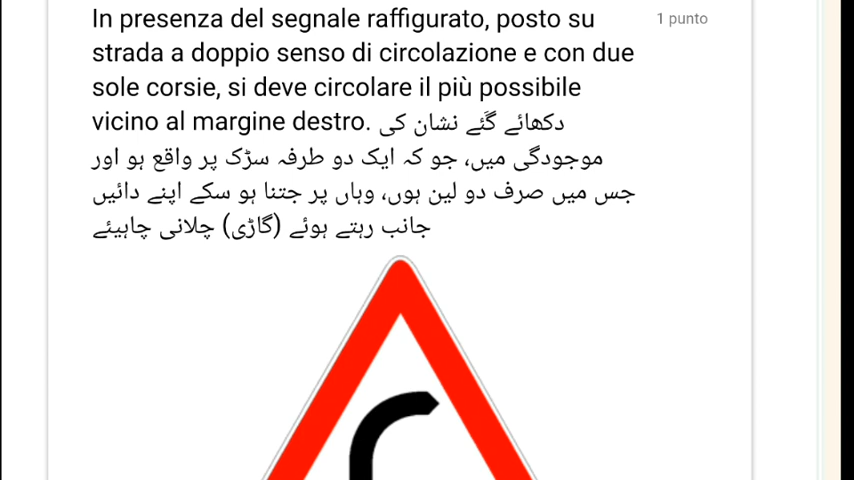 In presenza del segnale raffigurato, posto su
1 punto
strada a doppio senso di circolazione e con due
sole corsie, si deve circolare il più possibile
vicino al margine destro. دکھائے گئے نشان کی
موجودگی میں، جو کہ ایک دو طرفہ سڑک پر واقع ہو اور
جس میں صرف دو لین ہوں، وہاں پر جتنا ہو سکے اپنے دائیں
جانب رہتے ہوئے (گاڑی) چلانی چاہیئے